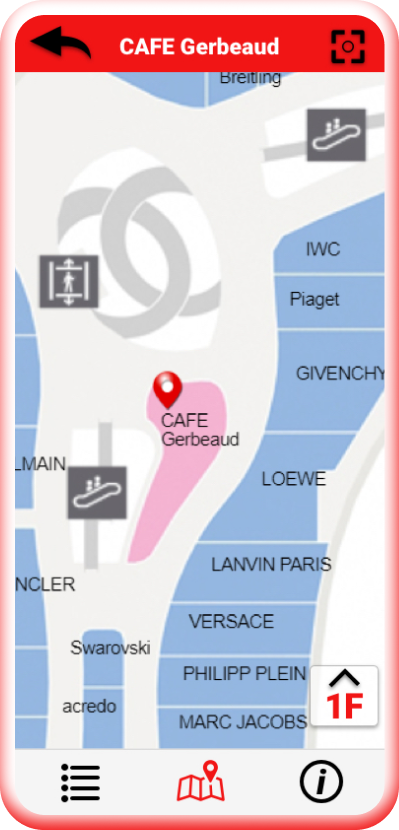 CAFE Gerbeaud
Breitling
IWC
Piaget
GIVENCHY
CAFE
Gerbeaud
LMAIN
LOEWE
LANVIN PARIS
NCLER
VERSACE
Swarovski
PHILIPP PLEIN
acredo
1F
MARC JACOBS
i